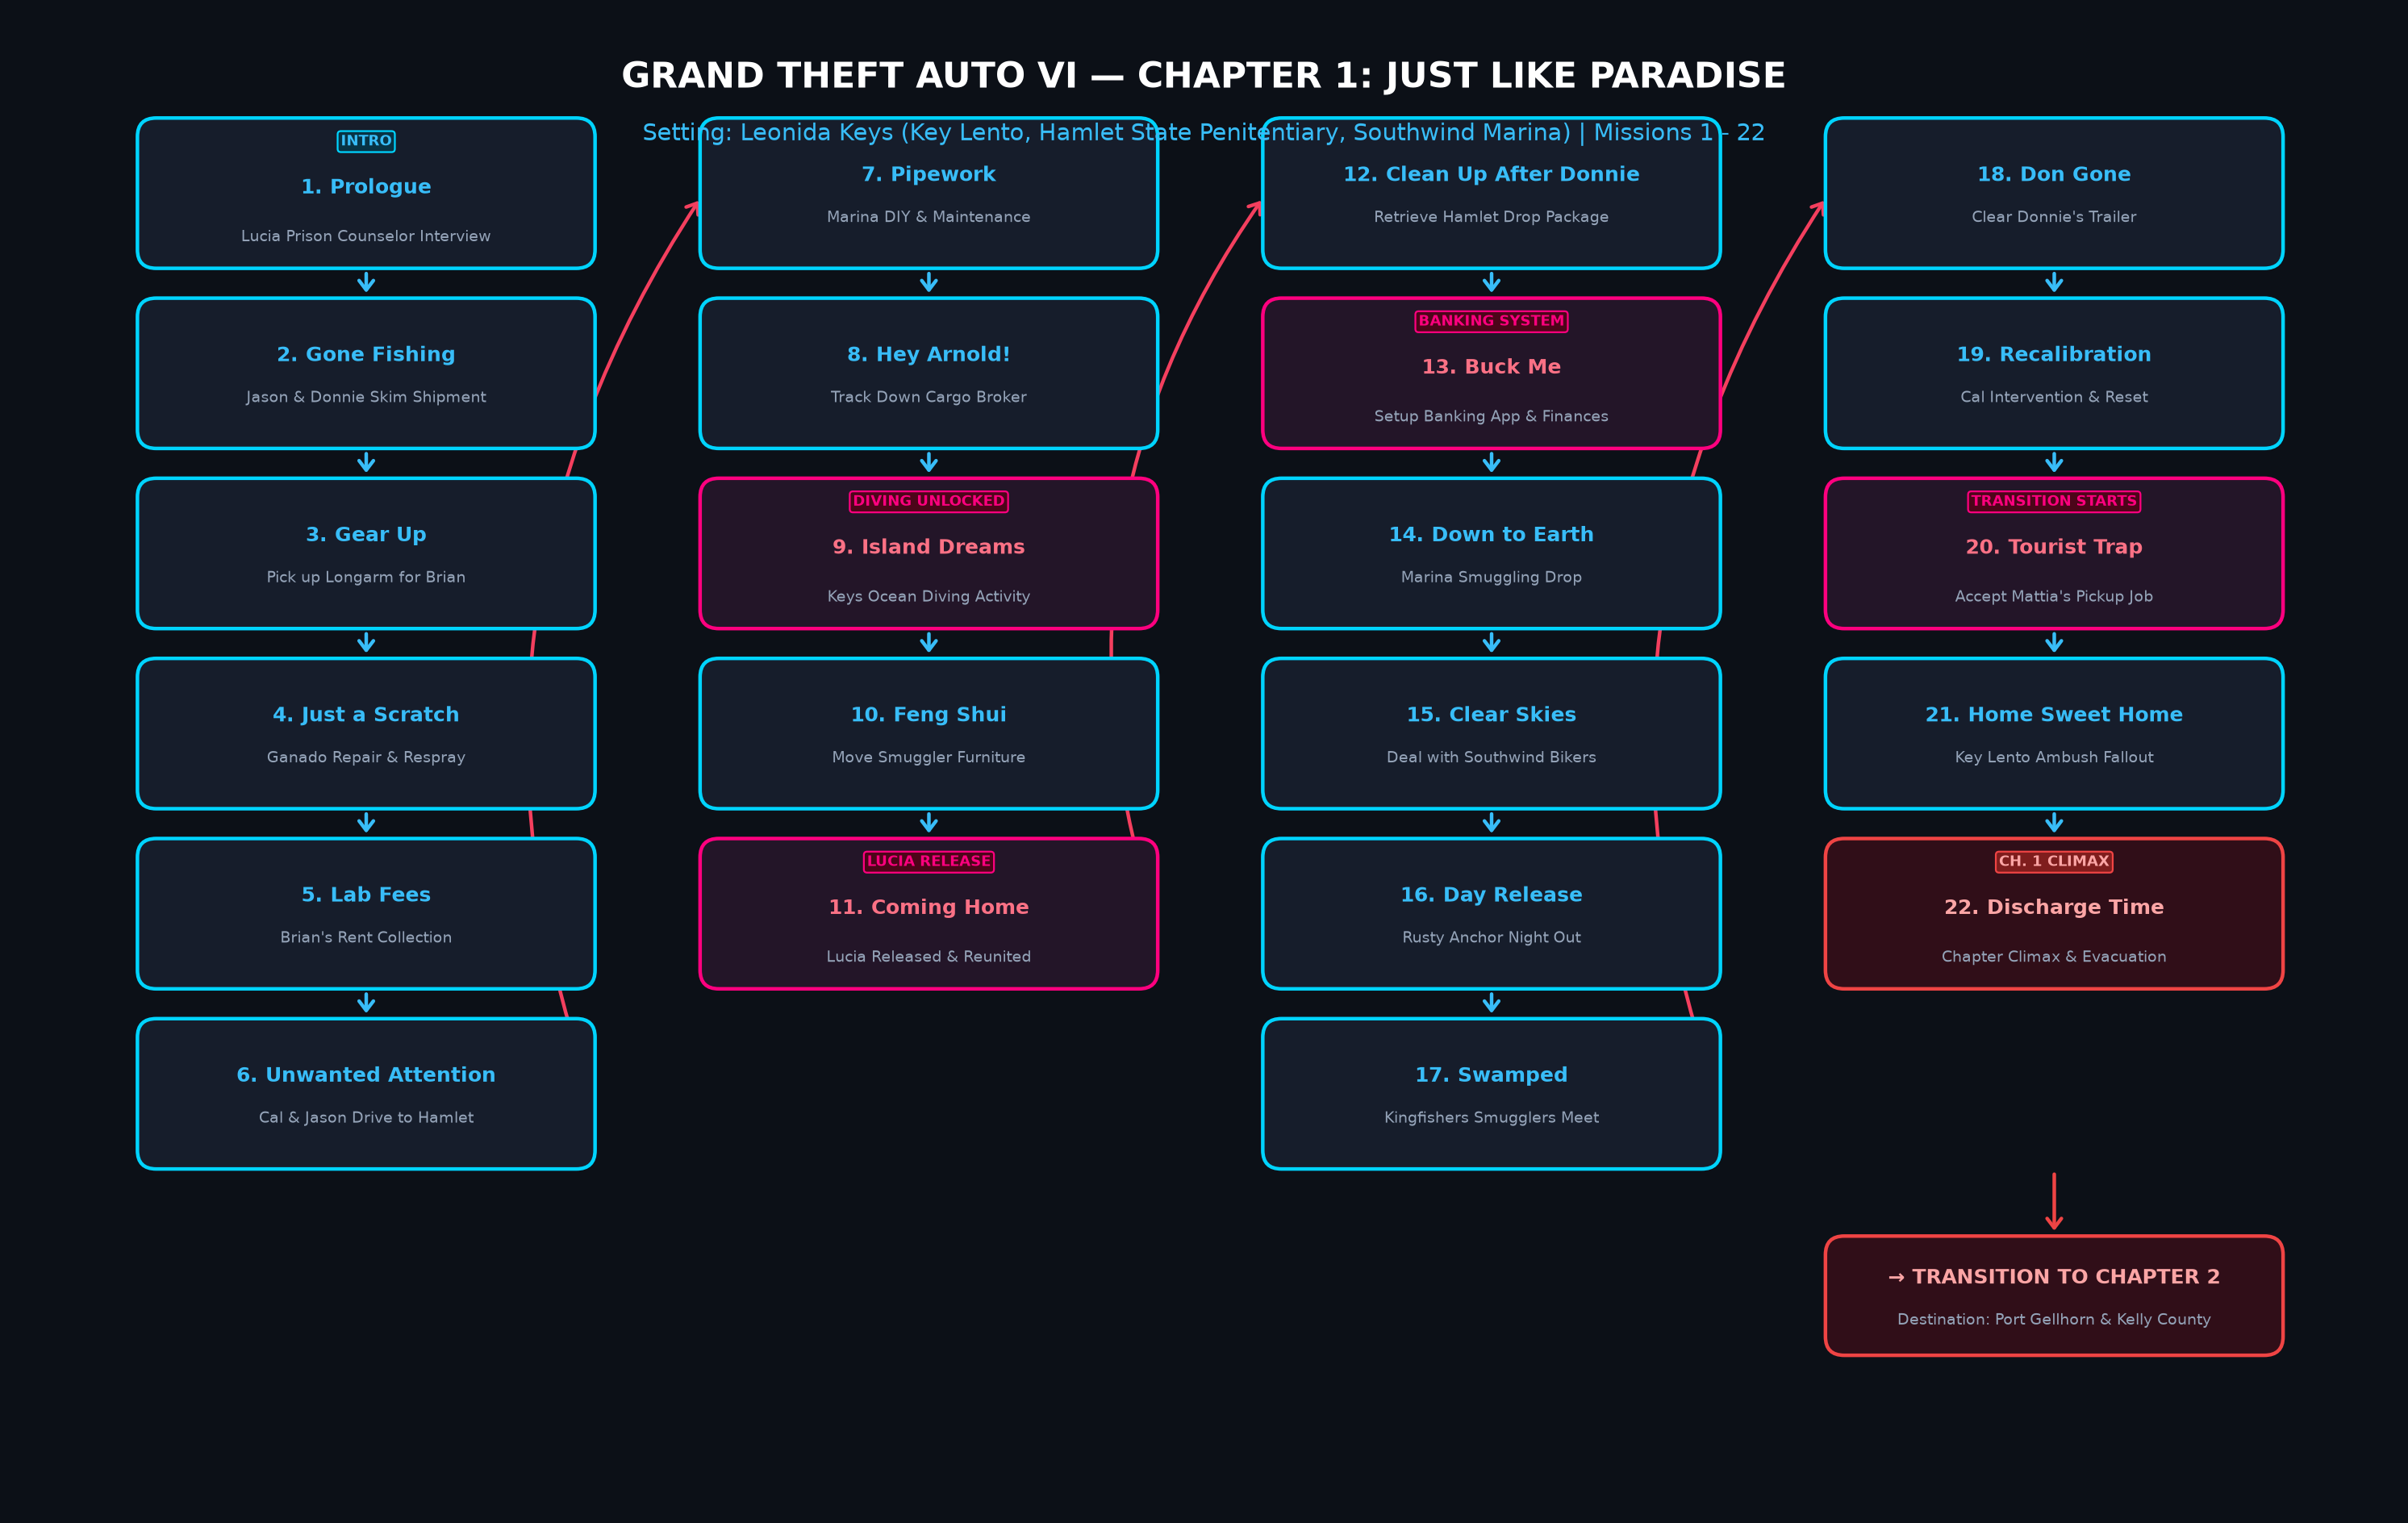 GRAND THEFT AUTO VI — CHAPTER 1: JUST LIKE PARADISE
Setting: Leonida Keys (Key Lento, Hamlet State Penitentiary, Southwind Marina) | Missions 1 - 22
INTRO
1. Prologue
Lucia Prison Counselor Interview
2. Gone Fishing
Jason & Donnie Skim Shipment
3. Gear Up
Pick up Longarm for Brian
4. Just a Scratch
Ganado Repair & Respray
5. Lab Fees
Brian's Rent Collection
6. Unwanted Attention
Cal & Jason Drive to Hamlet
7. Pipework
Marina DIY & Maintenance
8. Hey Arnold!
Track Down Cargo Broker
DIVING UNLOCKED
9. Island Dreams
Keys Ocean Diving Activity
10. Feng Shui
Move Smuggler Furniture
LUCIA RELEASE
11. Coming Home
Lucia Released & Reunited
12. Clean Up After Donnie
Retrieve Hamlet Drop Package
BANKING SYSTEM
13. Buck Me
Setup Banking App & Finances
14. Down to Earth
Marina Smuggling Drop
15. Clear Skies
Deal with Southwind Bikers
16. Day Release
Rusty Anchor Night Out
17. Swamped
Kingfishers Smugglers Meet
18. Don Gone
Clear Donnie's Trailer
19. Recalibration
Cal Intervention & Reset
TRANSITION STARTS
20. Tourist Trap
Accept Mattia's Pickup Job
21. Home Sweet Home
Key Lento Ambush Fallout
CH. 1 CLIMAX
22. Discharge Time
Chapter Climax & Evacuation
→ TRANSITION TO CHAPTER 2
Destination: Port Gellhorn & Kelly County